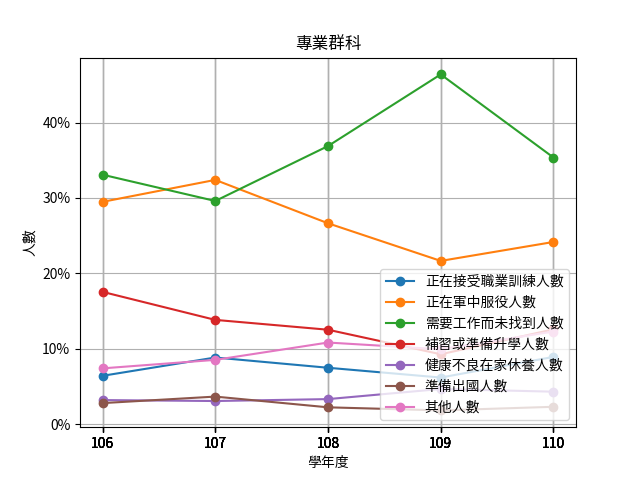 專業群科
人數
40%
30%
20%
10%
0%
正在接受職業訓練人數
正在軍中服役人數
需要工作而未找到人數
補習或準備升學人數
健康不良在家休養人數
準備出國人數
其他人數
106 107 108 109 110
學年度